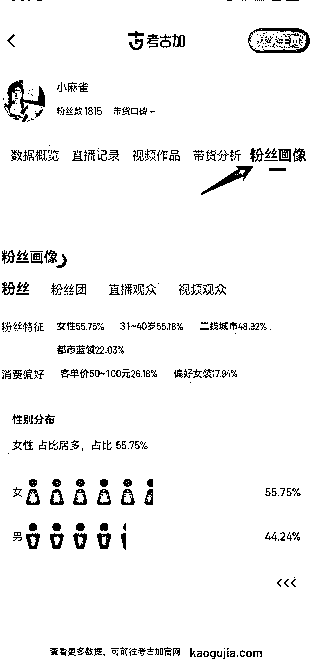 考古加
小麻雀
粉丝数 1815 带货口碑 -
数据概览 直播记录 视频作品 带货分析 粉丝画像
粉丝画像
粉丝 粉丝团 直播观众 视频观众
粉丝特征 女性55.75% 31~40岁55.18% 二线城市48.32%
都市蓝领22.03%
消费偏好 客单价50~100元26.18% 偏好女装17.94%
性别分布
女性 占比居多，占比 55.75%
女 55.75%
男 44.24%
<<<
查看更多数据，可前往考古加官网 kaogujia.com